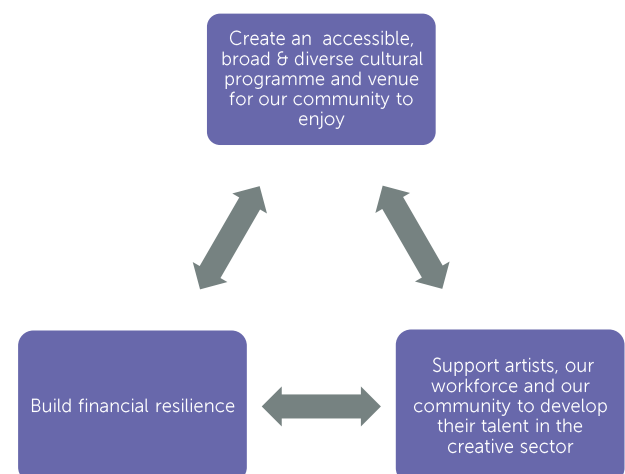 Create an accessible,
broad & diverse cultural
programme and venue
for our community to
enjoy
Build financial resilience
Support artists, our
workforce and our
community to develop
their talent in the
creative sector